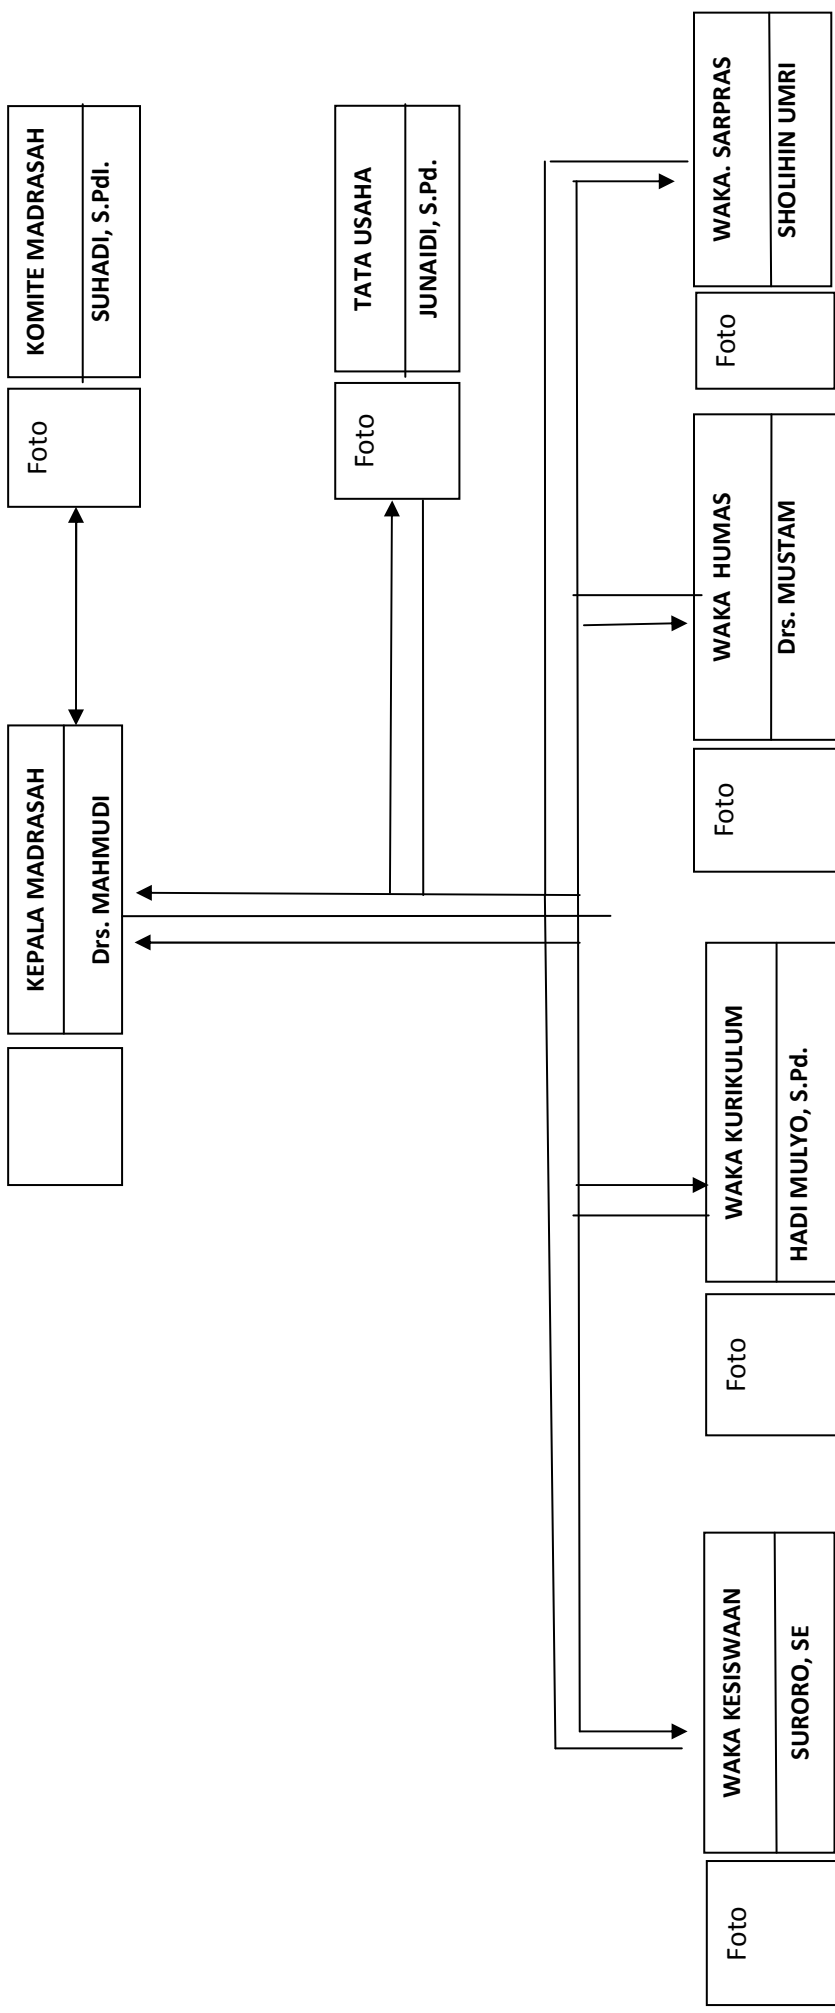 KEPALA MADRASAH
Drs. MAHMUDI
Foto
KOMITE MADRASAH
SUHADI, S.PdI.
Foto
TATA USAHA
JUNAIDI, S.Pd.
Foto
WAKA KESISWAAN
SURORO, SE
Foto
WAKA KURIKULUM
HADI MULYO, S.Pd.
Foto
WAKA  HUMAS
Drs. MUSTAM
Foto
WAKA. SARPRAS
SHOLIHIN UMRI